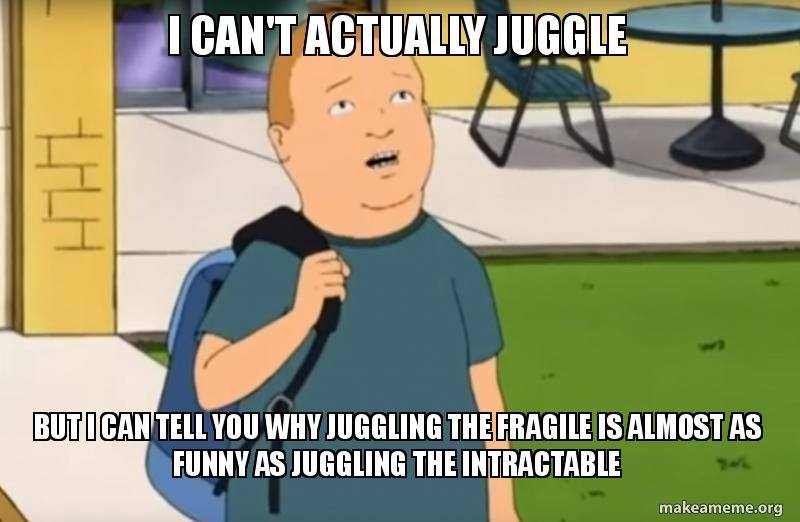 I CAN'T ACTUALLY JUGGLE
BUT I CAN TELL YOU WHY JUGGLING THE FRAGILE IS ALMOST AS
FUNNY AS JUGGLING THE INTRACTABLE
makeameme.org